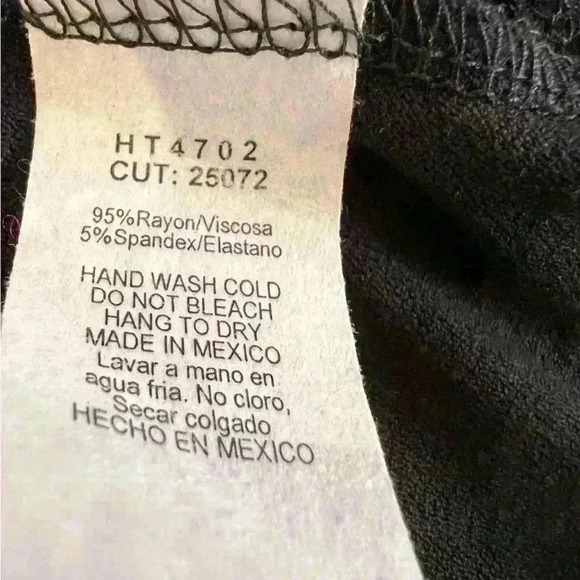 HT4702
CUT: 25072
95%Rayon/Viscosa
5%Spandex/Elastano
HAND WASH COLD
DO NOT BLEACH
HANG TO DRY
MADE IN MEXICO
Lavar a mano en
agua fria. No cloro,
Secar colgado
HECHO EN MEXICO